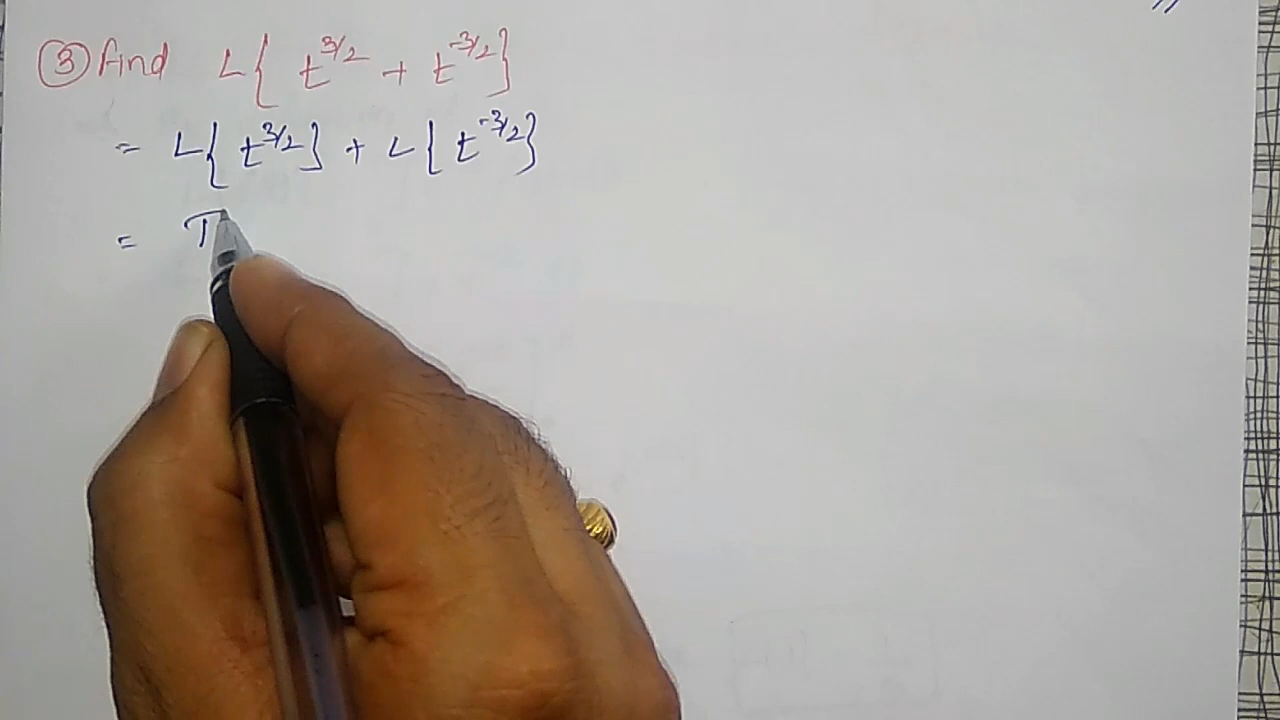 ③ find L{ t^3/2 + t^-3/2 }
= L{ t^3/2 } + L{ t^-3/2 }
=